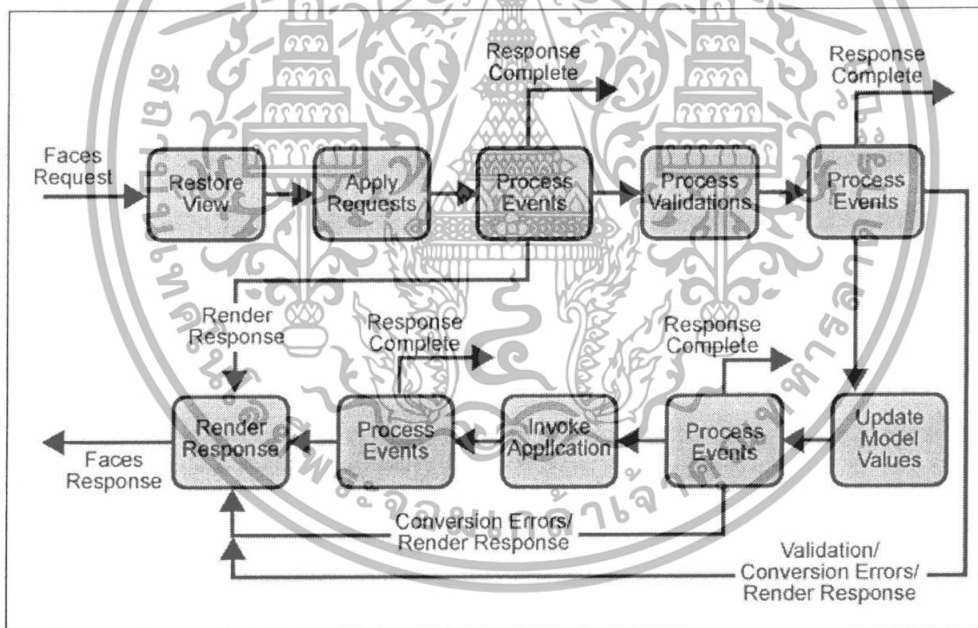 Response
Complete
Response
Complete
Faces
Request
Restore
View
Apply
Requests
Process
Events
Process
Validations
Process
Events
Render
Response
Response
Complete
Response
Complete
Render
Response
Process
Events
Invoke
Application
Process
Events
Update
Model
Values
Faces
Response
Conversion Errors/
Render Response
Validation/
Conversion Errors/
Render Response